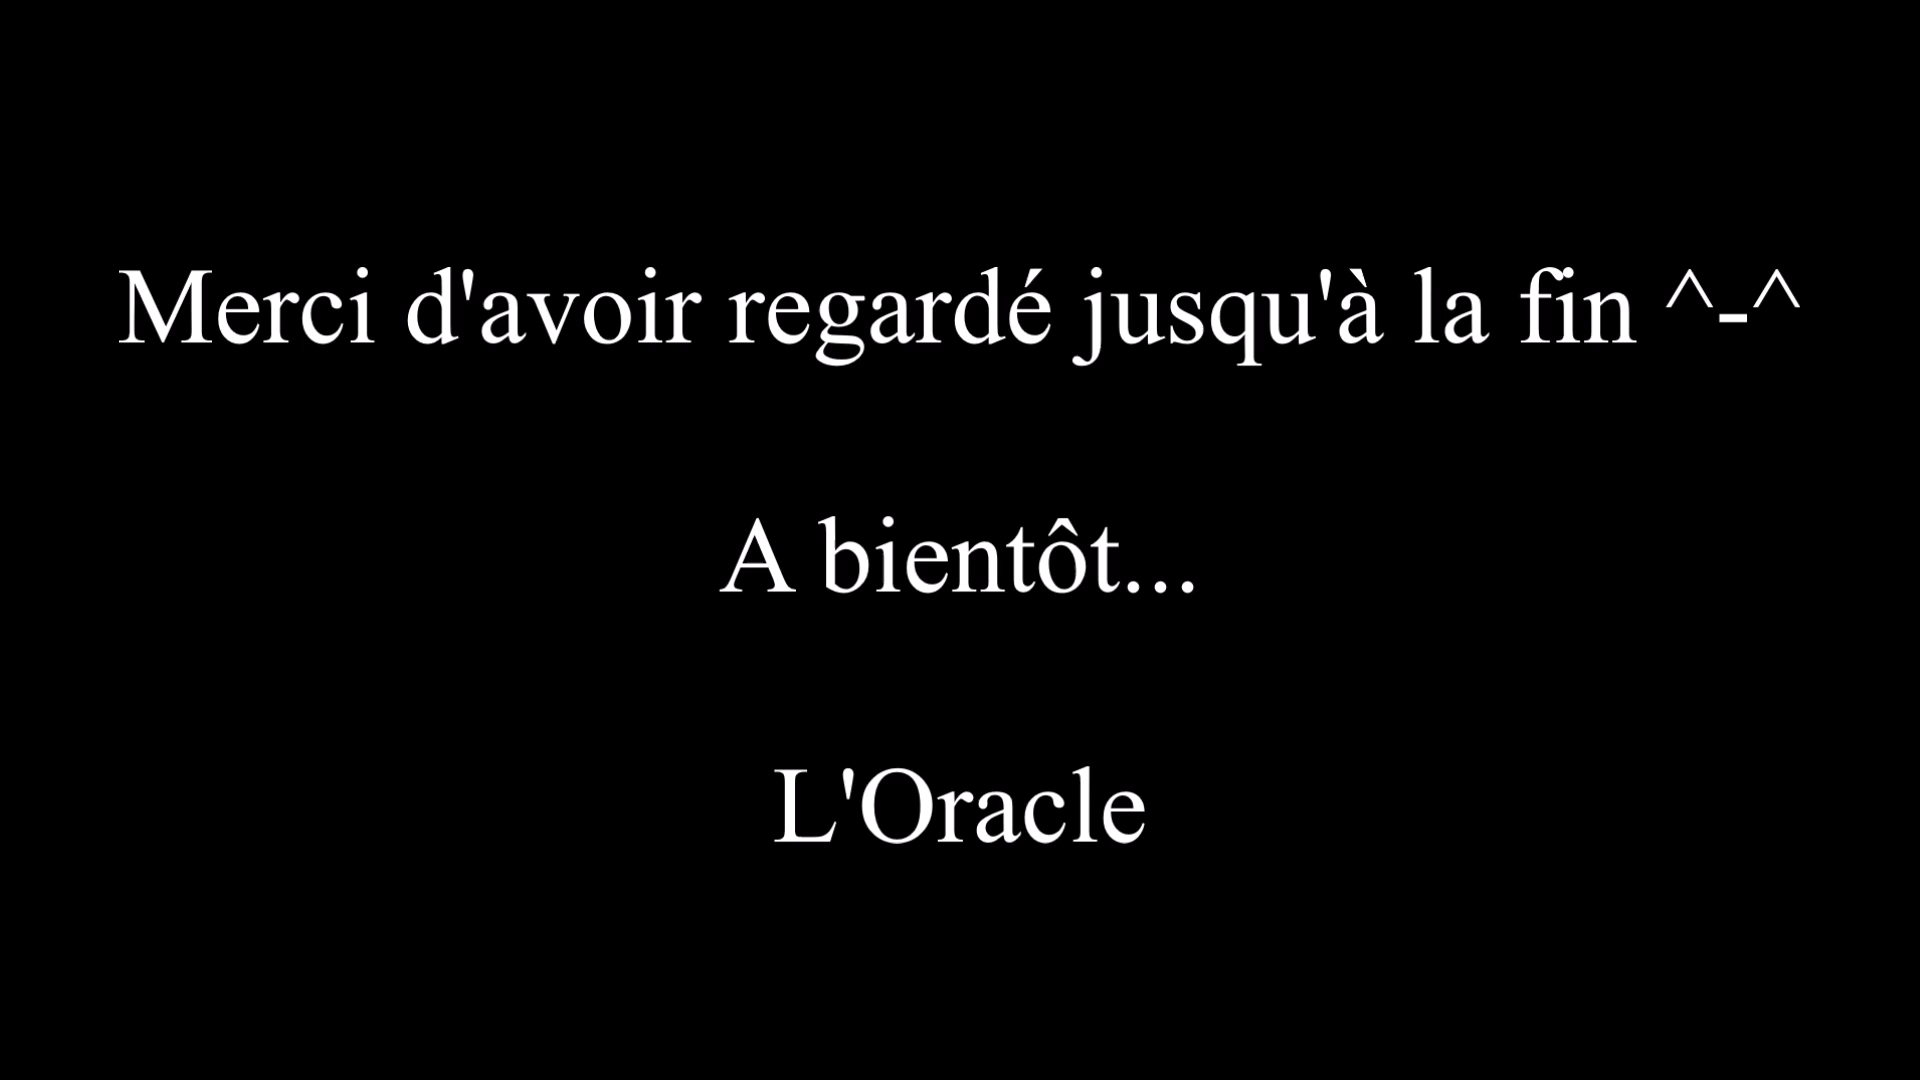 Merci d'avoir regardé jusqu'à la fin ^-^
A bientôt...
L'Oracle